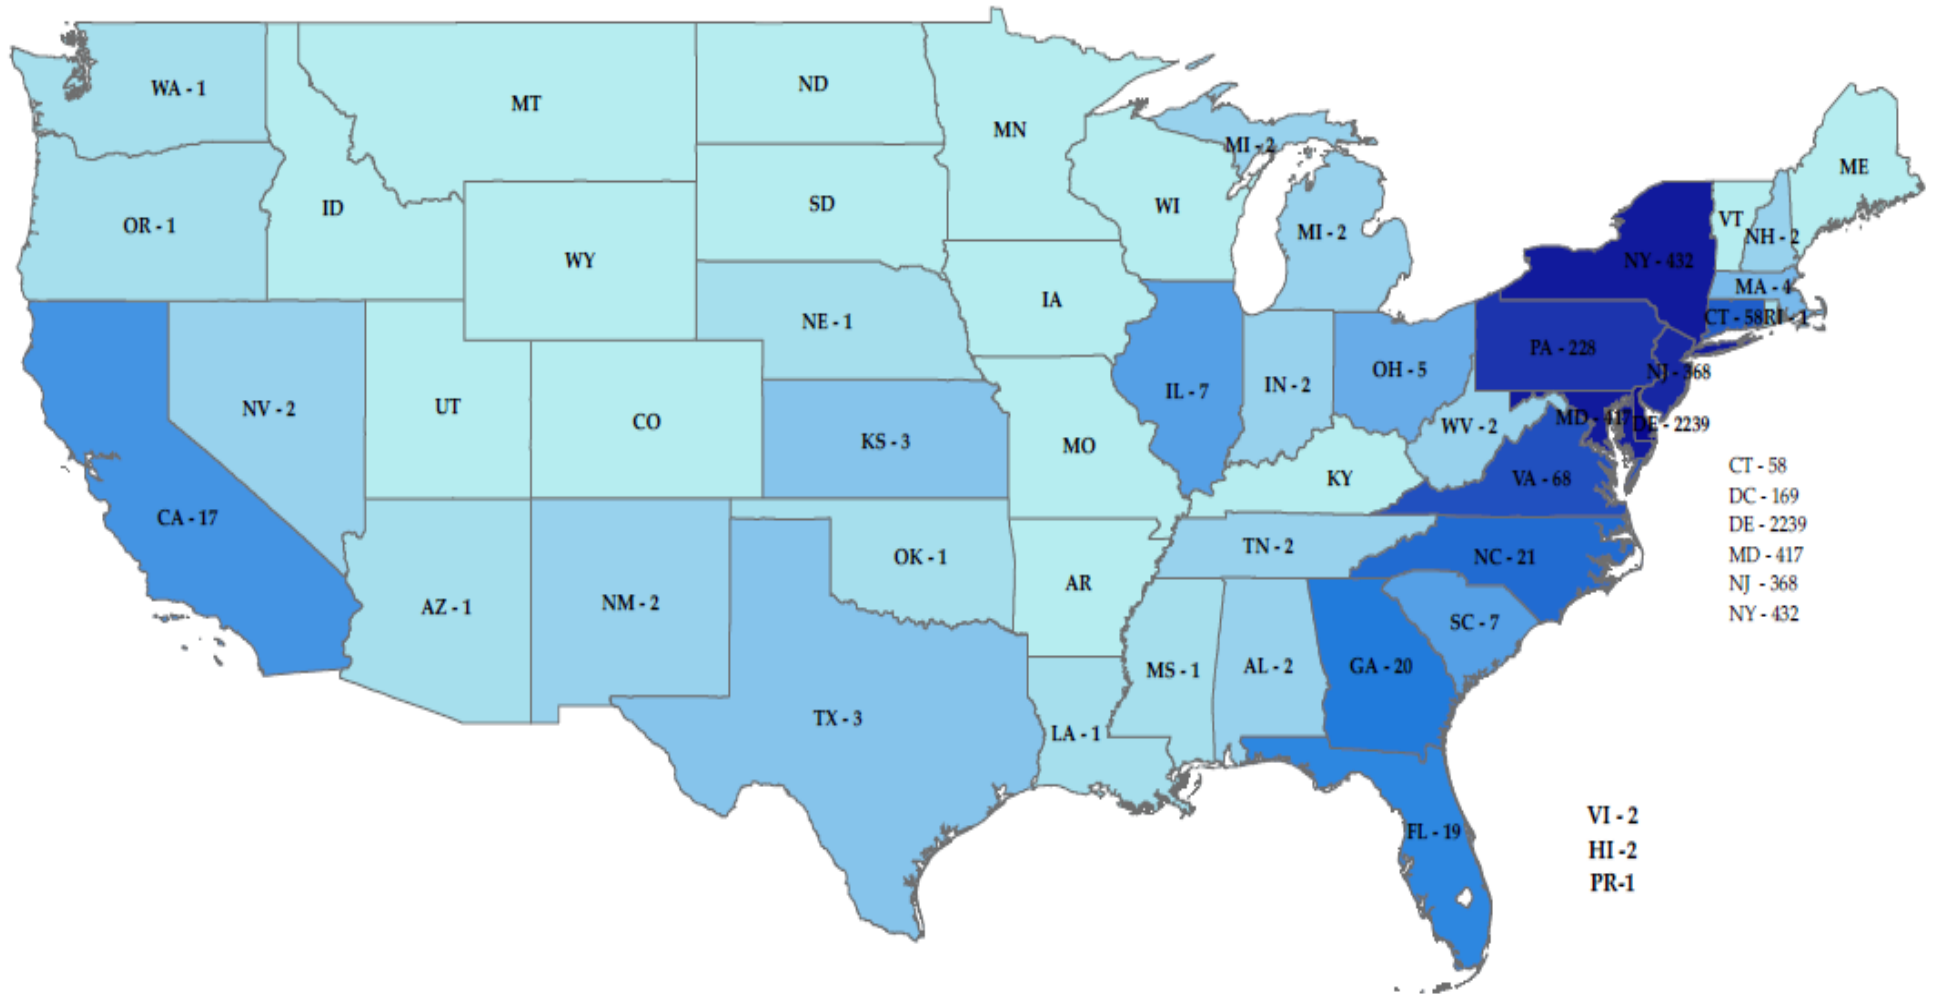 WA - 1
MT
ND
MN
MI - 2
ME
OR - 1
ID
SD
WI
MI - 2
VT
NH - 2
WY
NY - 432
MA - 4
IA
NE - 1
CT - 58
RI - 1
PA - 228
NJ - 368
NV - 2
UT
CO
KS - 3
MO
IL - 7
IN - 2
OH - 5
WV - 2
MD - 417
DE - 2239
KY
VA - 68
CT - 58
DC - 169
DE - 2239
MD - 417
NJ - 368
NY - 432
CA - 17
AZ - 1
NM - 2
OK - 1
AR
TN - 2
NC - 21
SC - 7
TX - 3
LA - 1
MS - 1
AL - 2
GA - 20
FL - 19
VI - 2
HI -2
PR-1